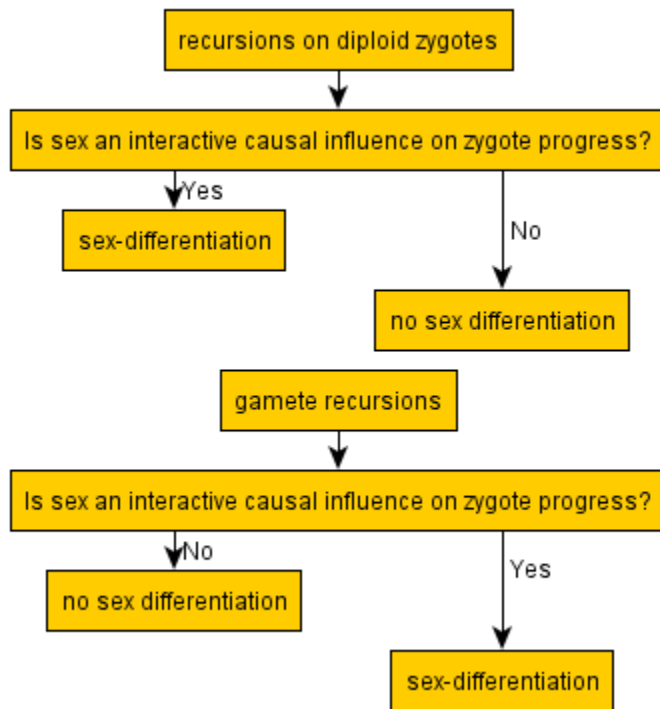 recursions on diploid zygotes
Is sex an interactive causal influence on zygote progress?
Yes
sex-differentiation
No
no sex differentiation
gamete recursions
Is sex an interactive causal influence on zygote progress?
No
no sex differentiation
Yes
sex-differentiation